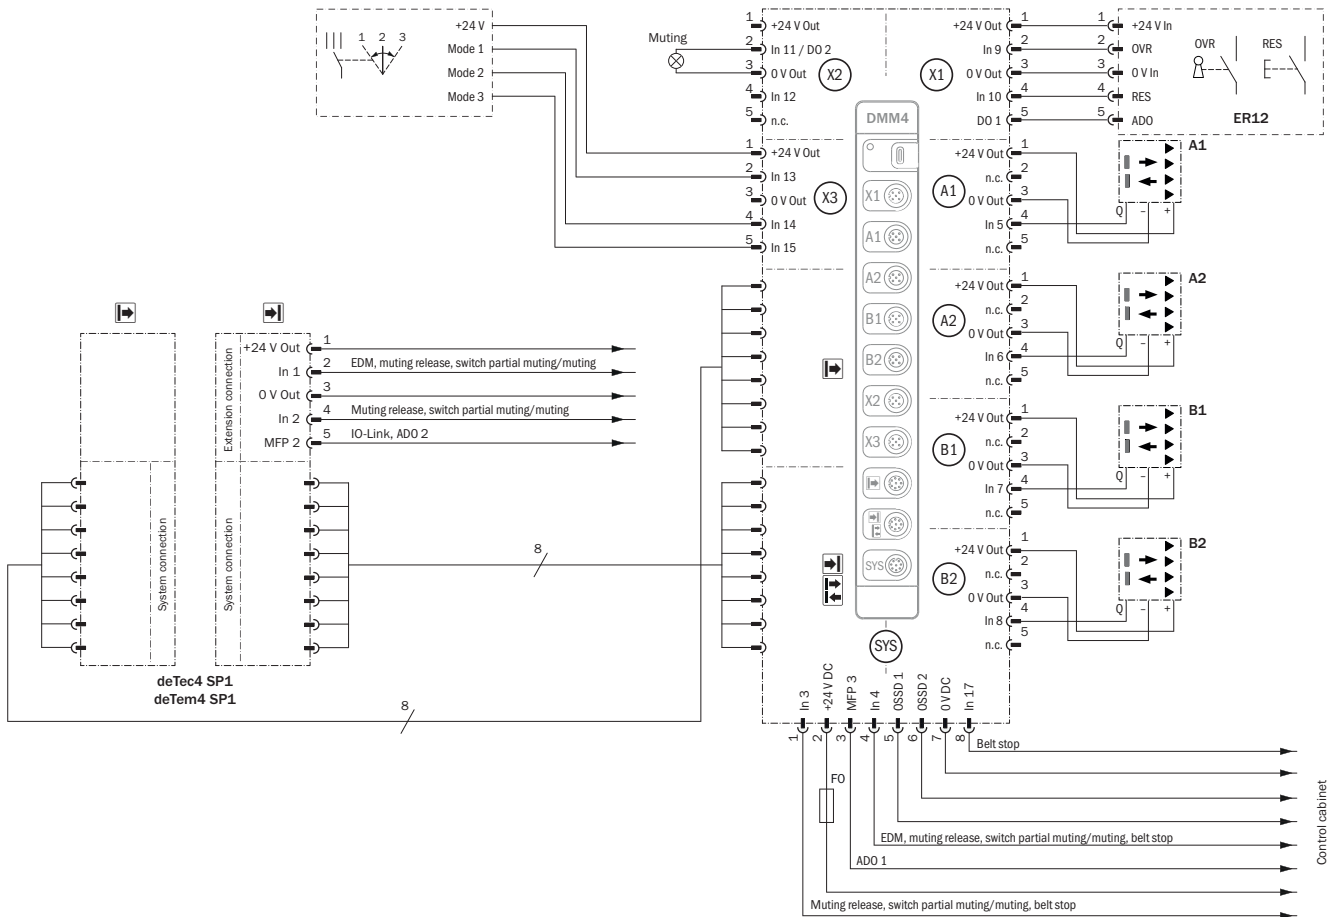 +24 V
Mode 1
Mode 2
Mode 3
1 2 3
Muting
1 +24 V Out
2 In 11 / DO 2
3 0 V Out
4 In 12
5 n.c.
X2
1 +24 V Out
2 In 13
3 0 V Out
4 In 14
5 In 15
X3
DMM4
X1
A1
A2
B1
B2
X2
X3
SYS
SYS
X1
+24 V Out 1
In 9 2
0 V Out 3
In 10 4
DO 1 5
1 +24 V In
2 OVR
3 0 V In
4 RES
5 ADO
OVR
RES
ER12
A1
+24 V Out 1
n.c. 2
0 V Out 3
In 5 4
n.c. 5
A1
Q – +
A2
+24 V Out 1
n.c. 2
0 V Out 3
In 6 4
n.c. 5
A2
Q – +
B1
+24 V Out 1
n.c. 2
0 V Out 3
In 7 4
n.c. 5
B1
Q – +
B2
+24 V Out 1
n.c. 2
0 V Out 3
In 8 4
n.c. 5
B2
Q – +
Extension connection
+24 V Out 1
In 1 2 EDM, muting release, switch partial muting/muting
0 V Out 3
In 2 4 Muting release, switch partial muting/muting
MFP 2 5 IO-Link, ADO 2
System connection
System connection
8
8
deTec4 SP1
deTem4 SP1
In 3
+24 V DC
MFP 3
In 4
OSSD 1
OSSD 2
0 V DC
In 17
1 2 3 4 5 6 7 8
Belt stop
F0
EDM, muting release, switch partial muting/muting, belt stop
ADO 1
Muting release, switch partial muting/muting, belt stop
Control cabinet